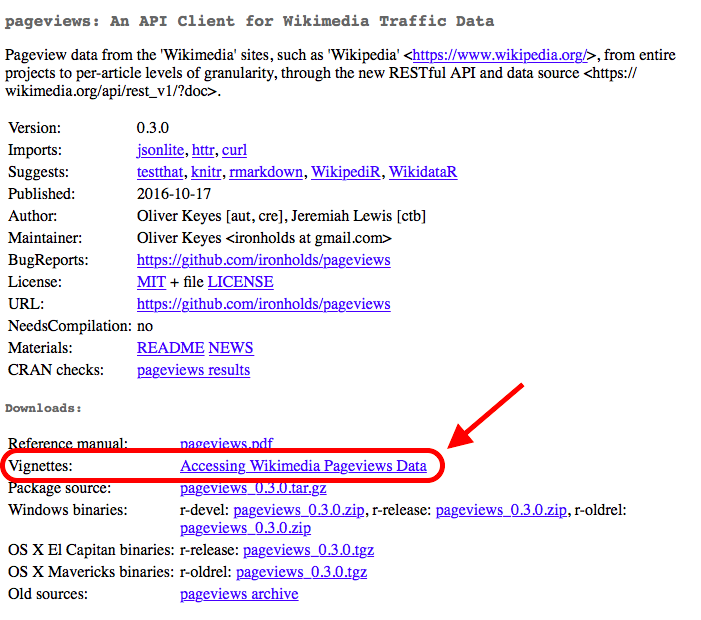 pageviews: An API Client for Wikimedia Traffic Data
Pageview data from the 'Wikimedia' sites, such as 'Wikipedia' <https://www.wikipedia.org/>, from entire
projects to per-article levels of granularity, through the new RESTful API and data source <https://
wikimedia.org/api/rest_v1/?doc>.
Version: 0.3.0
Imports: jsonlite, httr, curl
Suggests: testthat, knitr, rmarkdown, WikipediR, WikidataR
Published: 2016-10-17
Author: Oliver Keyes [aut, cre], Jeremiah Lewis [ctb]
Maintainer: Oliver Keyes <ironholds at gmail.com>
BugReports: https://github.com/ironholds/pageviews
License: MIT + file LICENSE
URL: https://github.com/ironholds/pageviews
NeedsCompilation: no
Materials: README NEWS
CRAN checks: pageviews results
Downloads:
Reference manual: pageviews.pdf
Vignettes: Accessing Wikimedia Pageviews Data
Package source: pageviews_0.3.0.tar.gz
Windows binaries: r-devel: pageviews_0.3.0.zip, r-release: pageviews_0.3.0.zip, r-oldrel:
pageviews_0.3.0.zip
OS X El Capitan binaries: r-release: pageviews_0.3.0.tgz
OS X Mavericks binaries: r-oldrel: pageviews_0.3.0.tgz
Old sources: pageviews archive